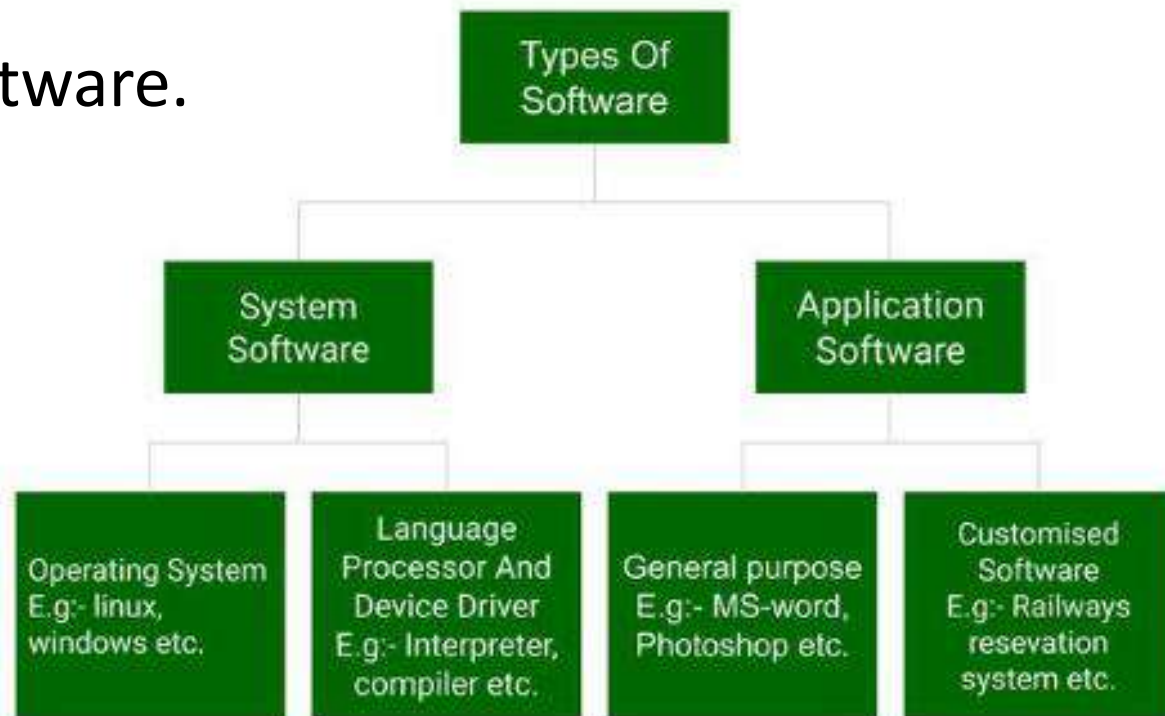 tware.
Types Of
Software
System
Software
Application
Software
Operating System
E.g:- linux,
windows etc.
Language
Processor And
Device Driver
E.g:- Interpreter,
compiler etc.
General purpose
E.g:- MS-word,
Photoshop etc.
Customised
Software
E.g:- Railways
resevation
system etc.